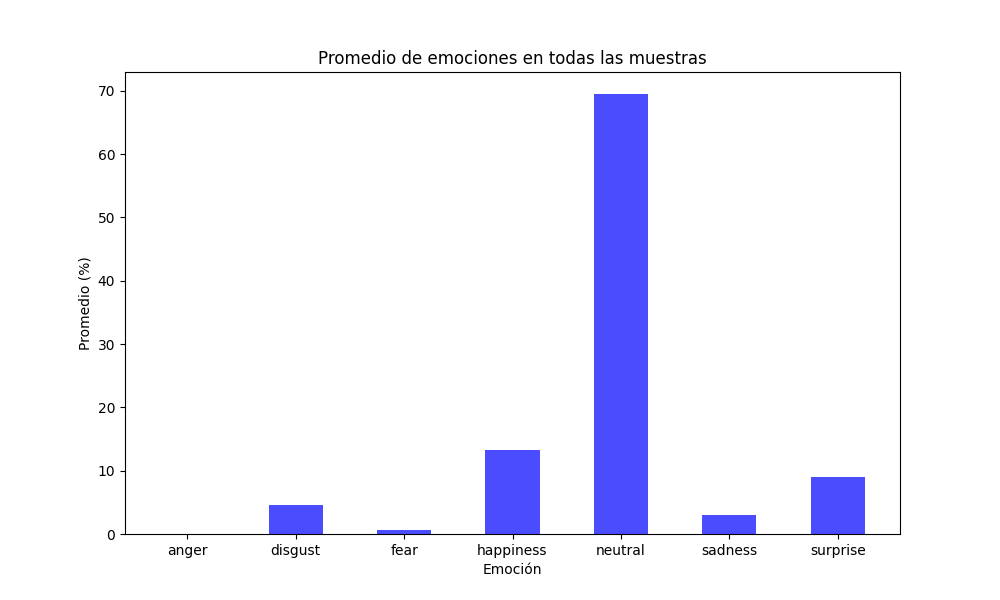 Promedio de emociones en todas las muestras
Promedio (%)
70
60
50
40
30
20
10
0
anger disgust fear happiness neutral sadness surprise
Emoción